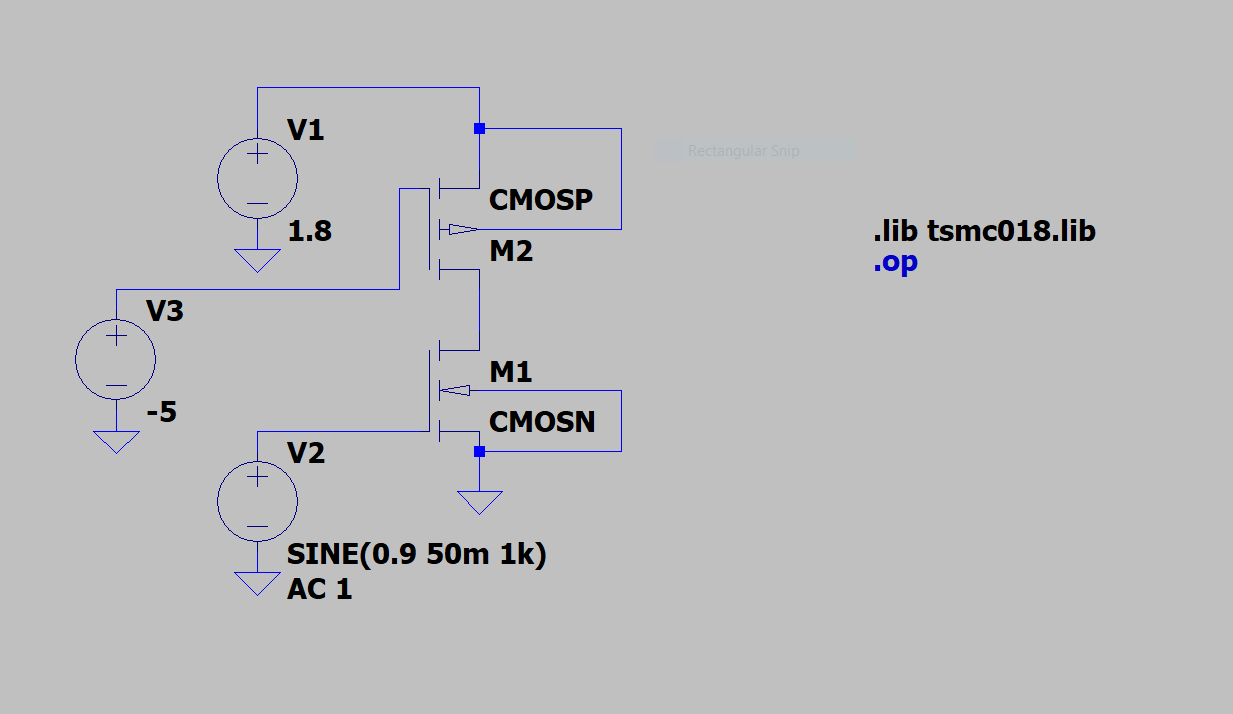 V1
Rectangular Snip
CMOSP
1.8
.lib tsmc018.lib
M2
.op
V3
M1
-5
CMOSN
V2
SINE(0.9 50m 1k)
AC 1